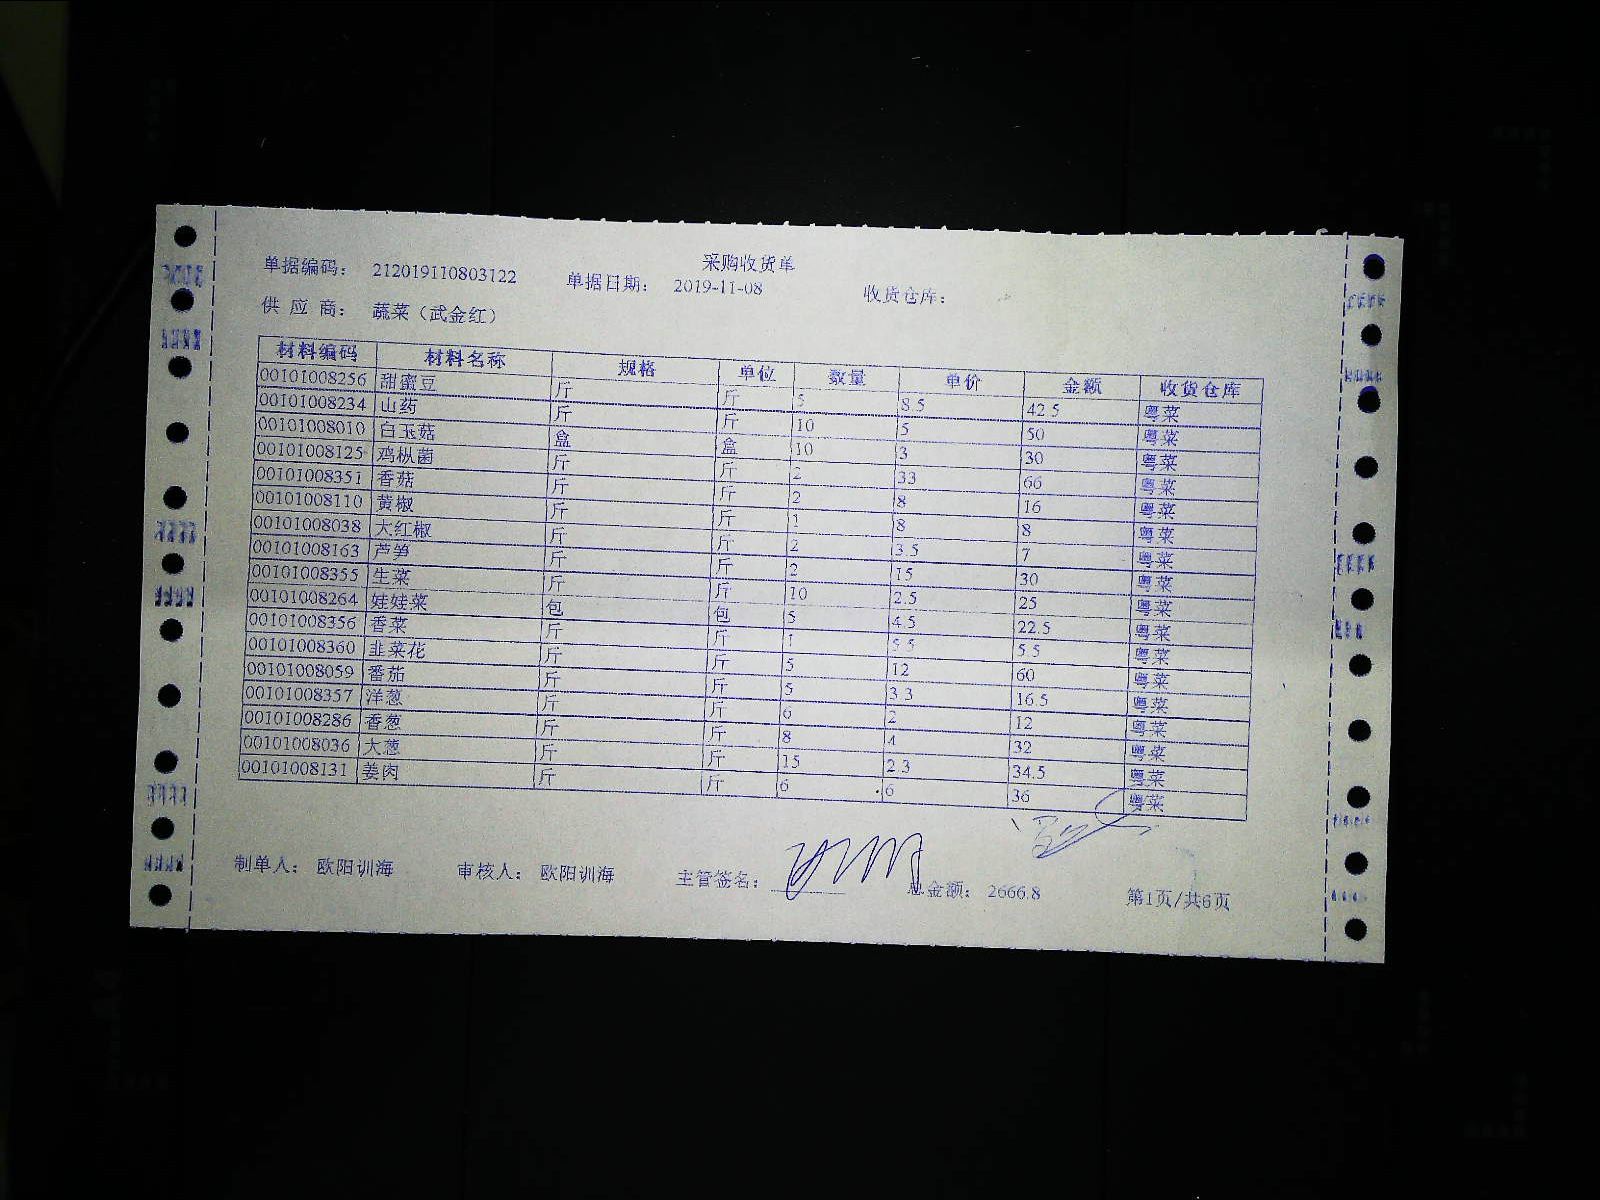 采购收货单
单据编码： 212019110803122 单据日期： 2019-11-08 收货仓库：
供 应 商： 蔬菜（武金红）
材料编码 材料名称 规格 单位 数量 单价 金额 收货仓库
00101008256 甜蜜豆 斤 斤 5 8.5 42.5 粤菜
00101008234 山药 斤 斤 10 5 50 粤菜
00101008010 白玉菇 盒 盒 10 3 30 粤菜
00101008125 鸡枞菌 斤 斤 2 33 66 粤菜
00101008351 香菇 斤 斤 2 8 16 粤菜
00101008110 黄椒 斤 斤 1 8 8 粤菜
00101008038 大红椒 斤 斤 2 3.5 7 粤菜
00101008163 芦笋 斤 斤 2 15 30 粤菜
00101008355 生菜 斤 斤 10 2.5 25 粤菜
00101008264 娃娃菜 包 包 5 4.5 22.5 粤菜
00101008356 香菜 斤 斤 1 5.5 5.5 粤菜
00101008360 韭菜花 斤 斤 5 12 60 粤菜
00101008059 番茄 斤 斤 5 3.3 16.5 粤菜
00101008357 洋葱 斤 斤 6 2 12 粤菜
00101008286 香葱 斤 斤 8 4 32 粤菜
00101008036 大葱 斤 斤 15 2.3 34.5 粤菜
00101008131 姜肉 斤 斤 6 6 36 粤菜
制单人： 欧阳训海 审核人： 欧阳训海 主管签名： 总金额： 2666.8 第1页/共6页